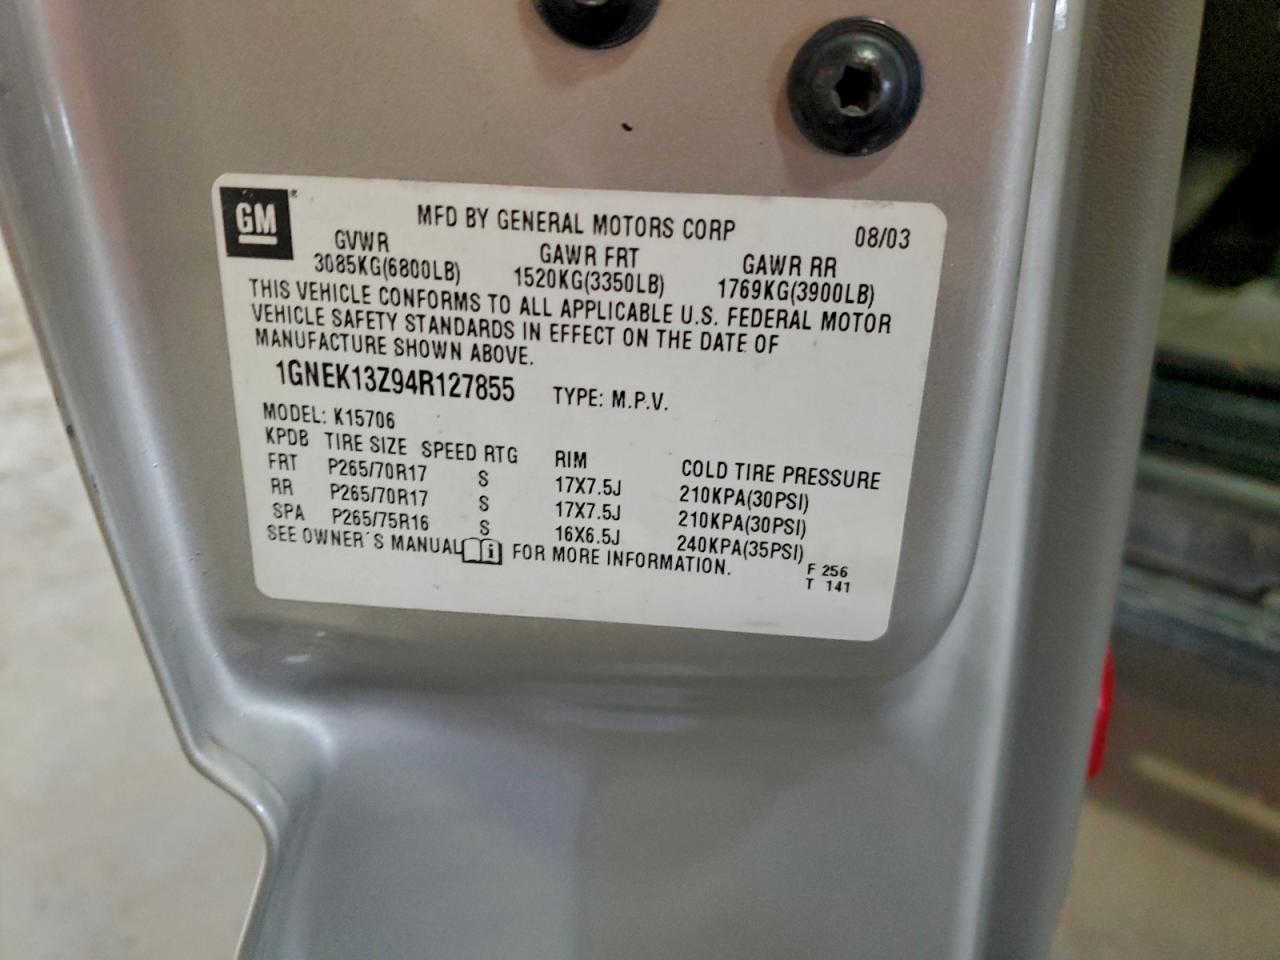 GM
MFD BY GENERAL MOTORS CORP 08/03
GVWR GAWR FRT GAWR RR
3085KG(6800LB) 1520KG(3350LB) 1769KG(3900LB)
THIS VEHICLE CONFORMS TO ALL APPLICABLE U.S. FEDERAL MOTOR
VEHICLE SAFETY STANDARDS IN EFFECT ON THE DATE OF
MANUFACTURE SHOWN ABOVE.
1GNEK13Z94R127855 TYPE: M.P.V.
MODEL: K15706
KPDB TIRE SIZE SPEED RTG RIM COLD TIRE PRESSURE
FRT P265/70R17 S 17X7.5J 210KPA(30PSI)
RR P265/70R17 S 17X7.5J 210KPA(30PSI)
SPA P265/75R16 S 16X6.5J 240KPA(35PSI)
SEE OWNER´S MANUAL i FOR MORE INFORMATION.
F 256
T 141